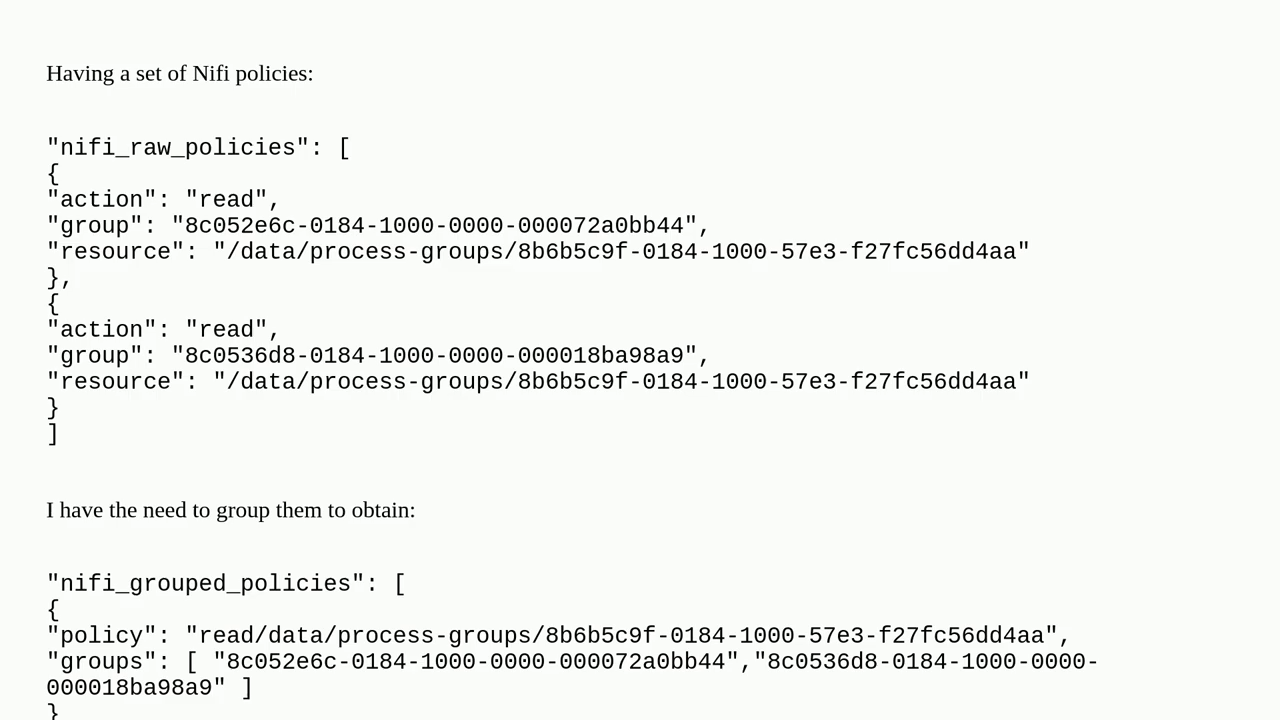 Having a set of Nifi policies:
"nifi_raw_policies": [
{
"action": "read",
"group": "8c052e6c-0184-1000-0000-000072a0bb44",
"resource": "/data/process-groups/8b6b5c9f-0184-1000-57e3-f27fc56dd4aa"
},
{
"action": "read",
"group": "8c0536d8-0184-1000-0000-000018ba98a9",
"resource": "/data/process-groups/8b6b5c9f-0184-1000-57e3-f27fc56dd4aa"
}
]
I have the need to group them to obtain:
"nifi_grouped_policies": [
{
"policy": "read/data/process-groups/8b6b5c9f-0184-1000-57e3-f27fc56dd4aa",
"groups": [ "8c052e6c-0184-1000-0000-000072a0bb44","8c0536d8-0184-1000-0000-
000018ba98a9" ]
}